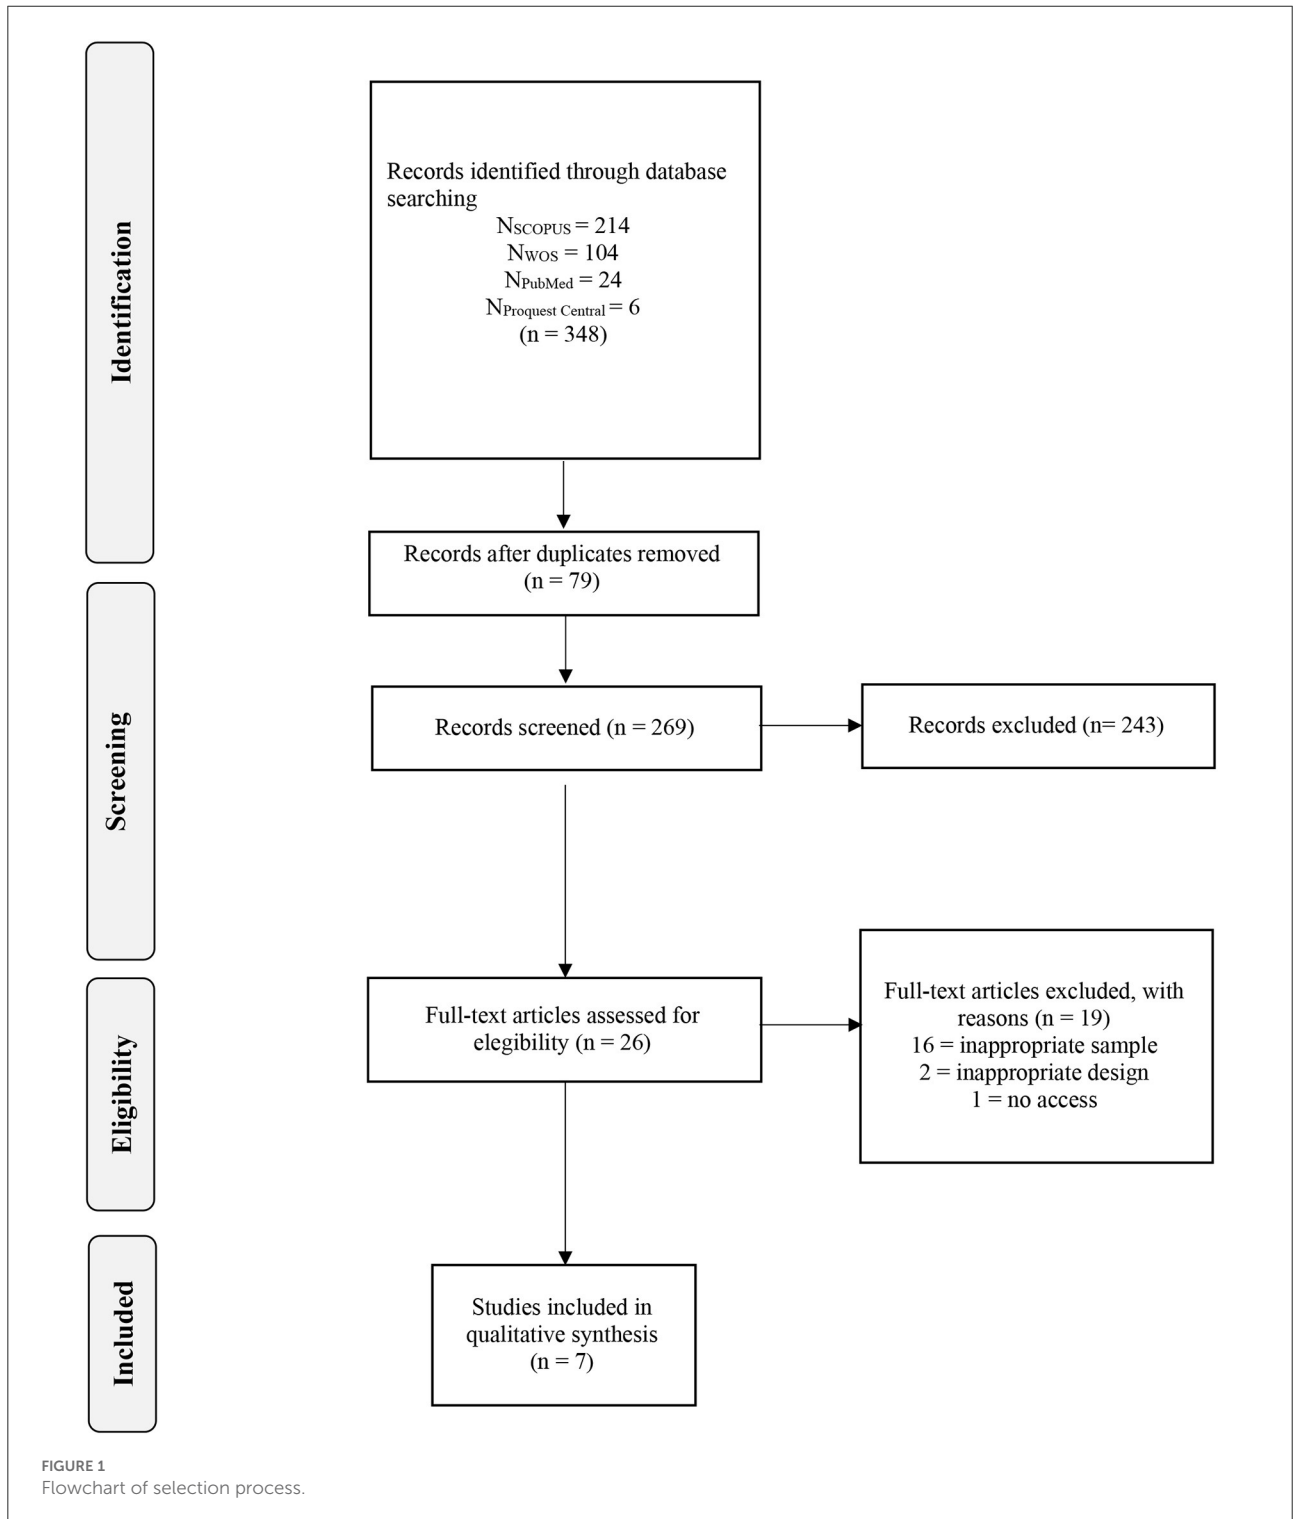 Identification
Records identified through database
searching
NSCOPUS = 214
NWOS = 104
NPubMed = 24
NProquest Central = 6
(n = 348)
Records after duplicates removed
(n = 79)
Screening
Records screened (n = 269)
Records excluded (n= 243)
Eligibility
Full-text articles assessed for
elegibility (n = 26)
Full-text articles excluded, with
reasons (n = 19)
16 = inappropriate sample
2 = inappropriate design
1 = no access
Included
Studies included in
qualitative synthesis
(n = 7)
FIGURE 1
Flowchart of selection process.